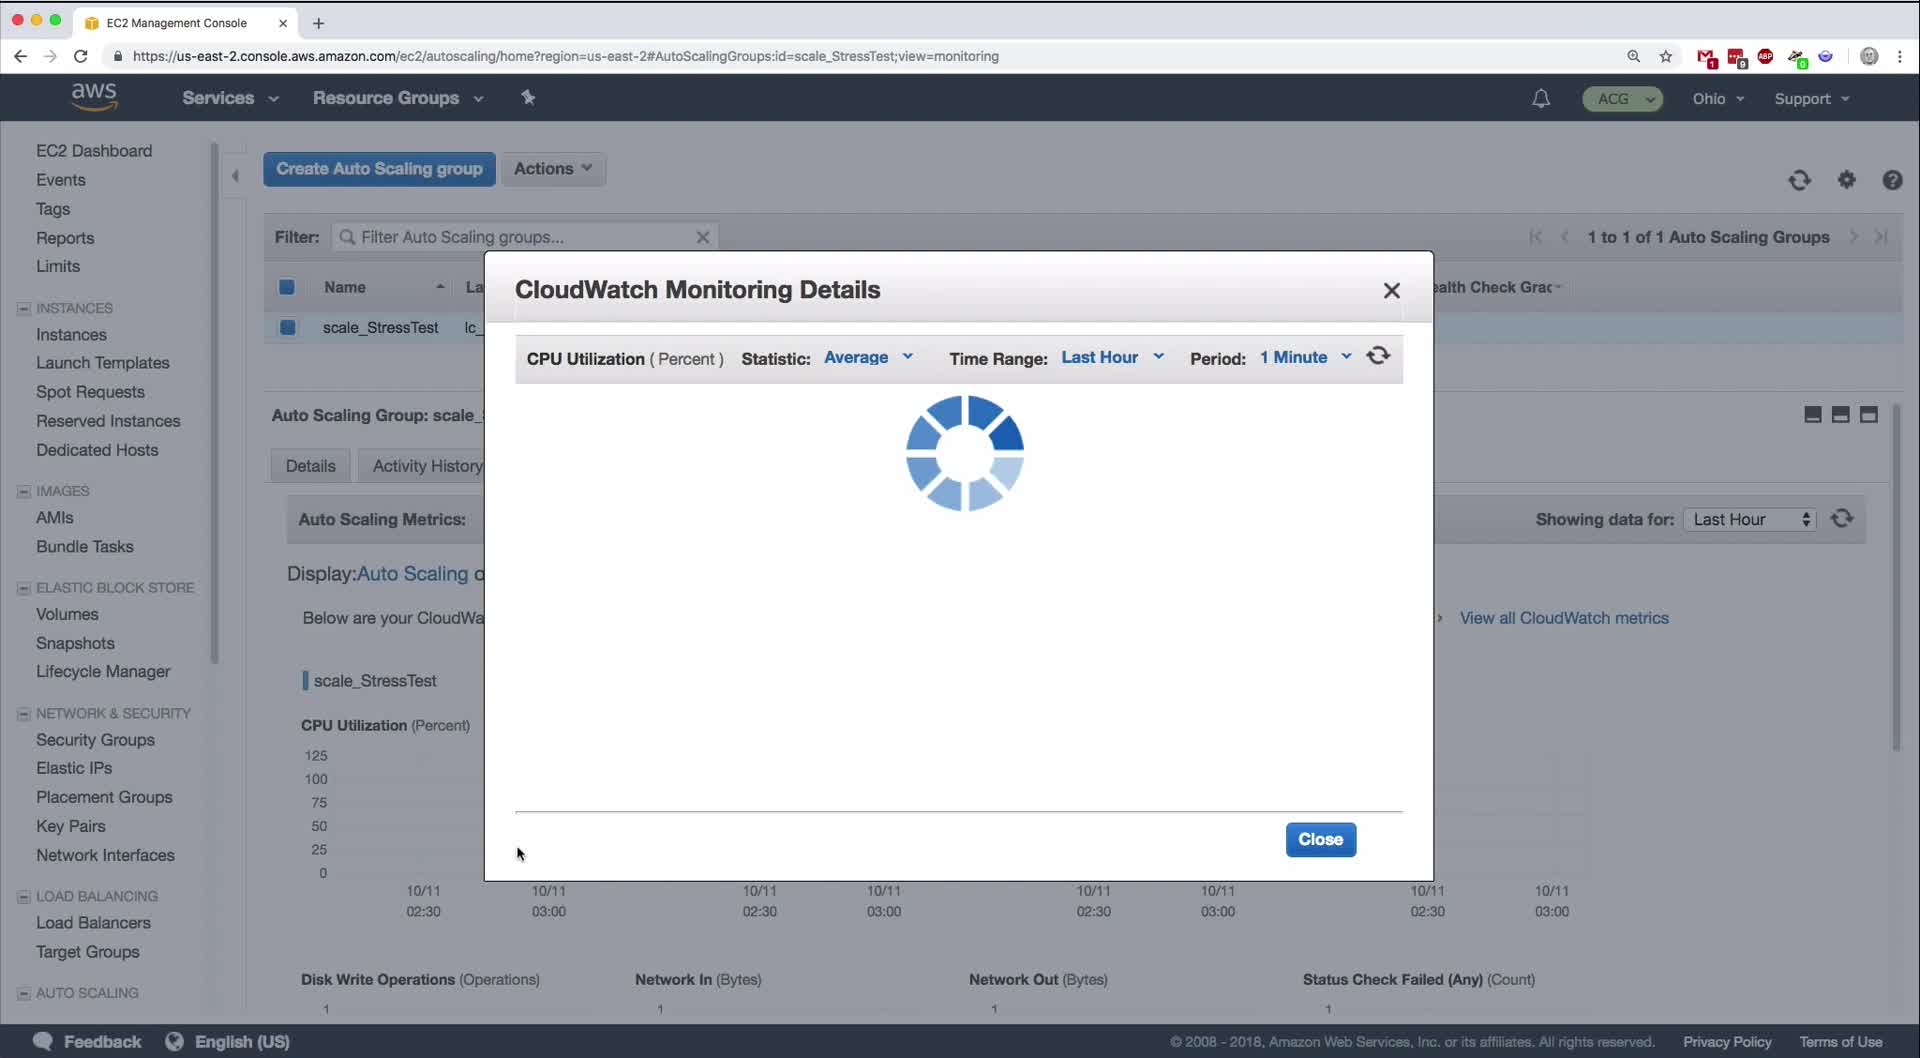 EC2 Management Console
https://us-east-2.console.aws.amazon.com/ec2/autoscaling/home?region=us-east-2#AutoScalingGroups:id=scale_StressTest;view=monitoring
1
9
ABP
0
aws
Services
Resource Groups
ACG
Ohio
Support
EC2 Dashboard
Events
Tags
Reports
Limits
INSTANCES
Instances
Launch Templates
Spot Requests
Reserved Instances
Dedicated Hosts
IMAGES
AMIs
Bundle Tasks
ELASTIC BLOCK STORE
Volumes
Snapshots
Lifecycle Manager
NETWORK & SECURITY
Security Groups
Elastic IPs
Placement Groups
Key Pairs
Network Interfaces
LOAD BALANCING
Load Balancers
Target Groups
AUTO SCALING
Create Auto Scaling group
Actions
Filter:
Filter Auto Scaling groups...
1 to 1 of 1 Auto Scaling Groups
Name
La
ealth Check Grac
scale_StressTest
lc_
CloudWatch Monitoring Details
CPU Utilization ( Percent ) Statistic: Average Time Range: Last Hour Period: 1 Minute
Close
Auto Scaling Group: scale_
Details
Activity History
Auto Scaling Metrics:
Showing data for:
Last Hour
Display:Auto Scaling
Below are your CloudWa
View all CloudWatch metrics
scale_StressTest
CPU Utilization (Percent)
125
100
75
50
25
0
10/11 10/11 10/11 10/11 10/11 10/11 10/11 10/11
02:30 03:00 02:30 03:00 02:30 03:00 02:30 03:00
Disk Write Operations (Operations)
Network In (Bytes)
Network Out (Bytes)
Status Check Failed (Any) (Count)
1 1 1 1
Feedback
English (US)
© 2008 - 2018, Amazon Web Services, Inc. or its affiliates. All rights reserved.
Privacy Policy
Terms of Use